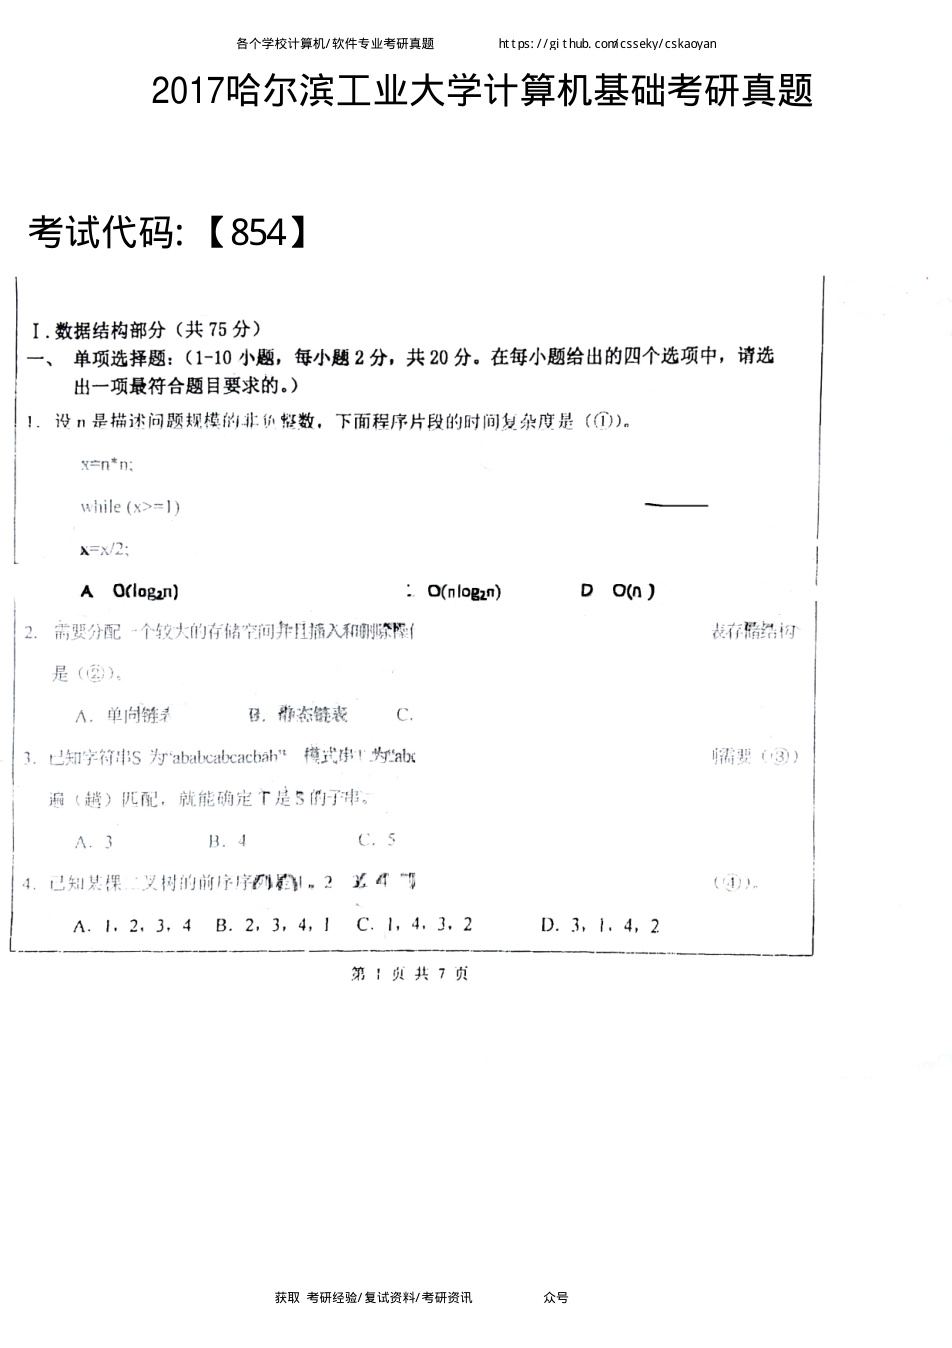 各个学校计算机/软件专业考研真题 https://github.com/csseky/cskaoyan
2017哈尔滨工业大学计算机基础考研真题
考试代码:【854】
Ⅰ.数据结构部分（共 75 分）
一、 单项选择题:（1-10 小题，每小题 2 分，共 20 分。在每小题给出的四个选项中，请选
出一项最符合题目要求的。）
1. 设 n 是描述问题规模的非负整数，下面程序片段的时间复杂度是（①）。
x=n*n;
while (x>=1)
x=x/2;
A O(log₂n) O(nlog₂n) D O(n )
2. 需要分配一个较大的存储空间并且插入和删除 表存储结构
是（②）。
A. 单向链表 B. 静态链表 C.
3. 已知字符串S 为“ababcabcacbab” 模式串T为“abc 则需要（③）
遍（趟）匹配，就能确定 T 是 S 的子串。
A. 3 B. 4 C. 5
4. 已知某棵二叉树的前序序列是1, 2 3, 4 （④）。
A. 1, 2, 3, 4 B. 2, 3, 4, 1 C. 1, 4, 3, 2 D. 3, 1, 4, 2
第 1 页 共 7 页
获取 考研经验/复试资料/考研资讯 众号